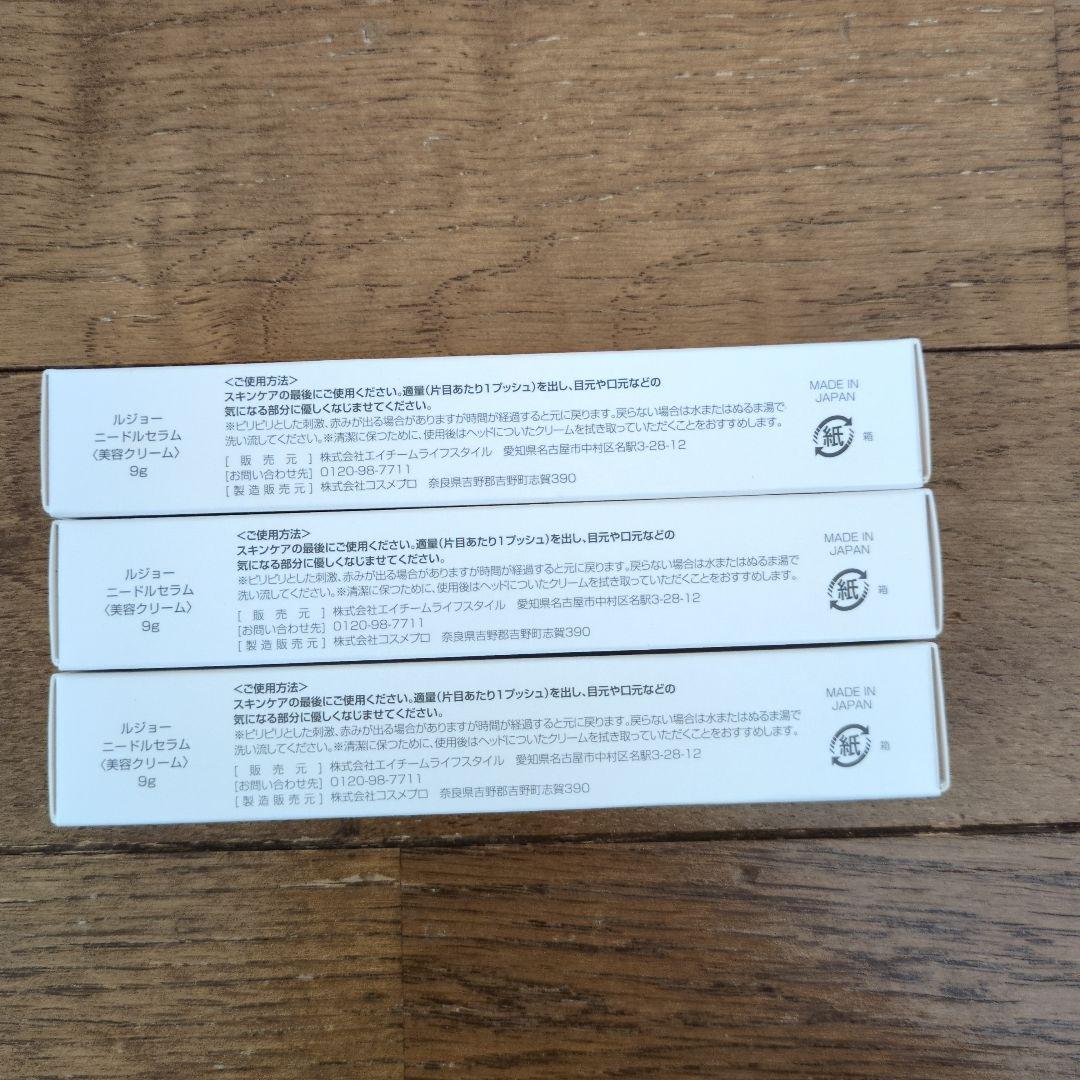 ルジョー
ニードルセラム
〈美容クリーム〉
9g
<ご使用方法>
スキンケアの最後にご使用ください。適量(片目あたり1プッシュ)を出し、目元や口元などの
気になる部分に優しくなじませてください。
※ピリピリとした刺激、赤みが出る場合がありますが時間が経過すると元に戻ります。戻らない場合は水またはぬるま湯で
洗い流してください。※清潔に保つために、使用後はヘッドについたクリームを拭き取っていただくことをおすすめします。
[ 販 売 元 ] 株式会社エイチームライフスタイル 愛知県名古屋市中村区名駅3-28-12
[お問い合わせ先] 0120-98-7711
[ 製造販売元 ] 株式会社コスメプロ 奈良県吉野郡吉野町志賀390
MADE IN
JAPAN
紙 箱
ルジョー
ニードルセラム
〈美容クリーム〉
9g
<ご使用方法>
スキンケアの最後にご使用ください。適量(片目あたり1プッシュ)を出し、目元や口元などの
気になる部分に優しくなじませてください。
※ピリピリとした刺激、赤みが出る場合がありますが時間が経過すると元に戻ります。戻らない場合は水またはぬるま湯で
洗い流してください。※清潔に保つために、使用後はヘッドについたクリームを拭き取っていただくことをおすすめします。
[ 販 売 元 ] 株式会社エイチームライフスタイル 愛知県名古屋市中村区名駅3-28-12
[お問い合わせ先] 0120-98-7711
[ 製造販売元 ] 株式会社コスメプロ 奈良県吉野郡吉野町志賀390
MADE IN
JAPAN
紙 箱
ルジョー
ニードルセラム
〈美容クリーム〉
9g
<ご使用方法>
スキンケアの最後にご使用ください。適量(片目あたり1プッシュ)を出し、目元や口元などの
気になる部分に優しくなじませてください。
※ピリピリとした刺激、赤みが出る場合がありますが時間が経過すると元に戻ります。戻らない場合は水またはぬるま湯で
洗い流してください。※清潔に保つために、使用後はヘッドについたクリームを拭き取っていただくことをおすすめします。
[ 販 売 元 ] 株式会社エイチームライフスタイル 愛知県名古屋市中村区名駅3-28-12
[お問い合わせ先] 0120-98-7711
[ 製造販売元 ] 株式会社コスメプロ 奈良県吉野郡吉野町志賀390
MADE IN
JAPAN
紙 箱